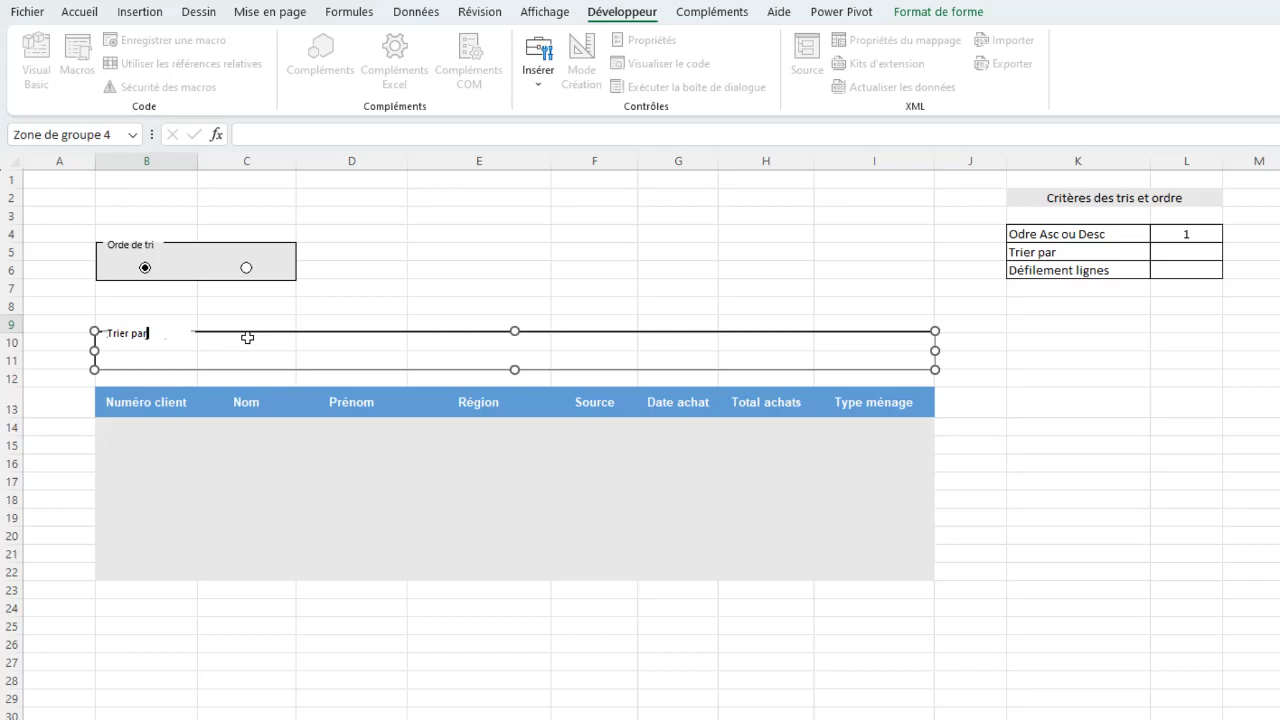 Fichier Accueil Insertion Dessin Mise en page Formules Données Révision Affichage Développeur Compléments Aide Power Pivot Format de forme
Visual Basic
Macros
Enregistrer une macro
Utiliser les références relatives
Sécurité des macros
Code
Compléments
Compléments Excel
Compléments COM
Compléments
Insérer
Mode Création
Propriétés
Visualiser le code
Exécuter la boîte de dialogue
Contrôles
Source
Propriétés du mappage
Kits d'extension
Actualiser les données
Importer
Exporter
XML
Zone de groupe 4
fx
A B C D E F G H I J K L M
1
2 Critères des tris et ordre
3
4 Odre Asc ou Desc 1
5 Orde de tri Trier par
6 Défilement lignes
7
8
9
10 Trier par
11
12
13 Numéro client Nom Prénom Région Source Date achat Total achats Type ménage
14
15
16
17
18
19
20
21
22
23
24
25
26
27
28
29
30